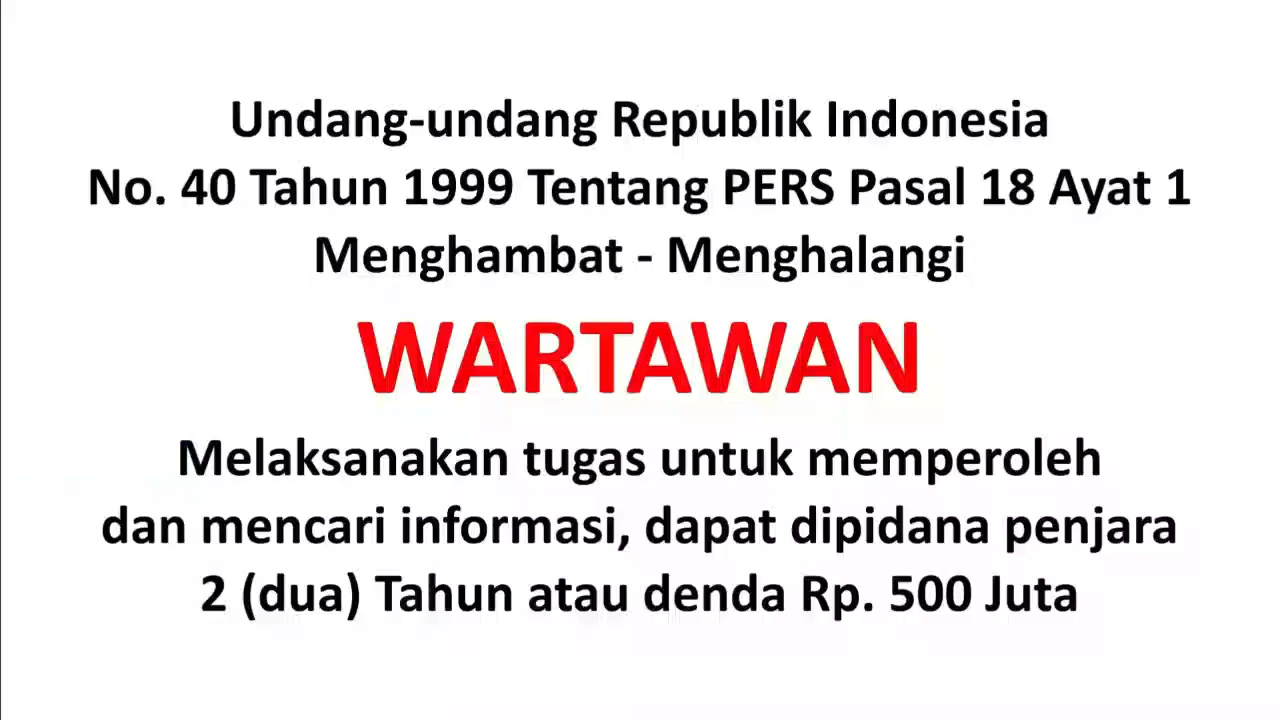 Undang-undang Republik Indonesia
No. 40 Tahun 1999 Tentang PERS Pasal 18 Ayat 1
Menghambat - Menghalangi
WARTAWAN
Melaksanakan tugas untuk memperoleh
dan mencari informasi, dapat dipidana penjara
2 (dua) Tahun atau denda Rp. 500 Juta